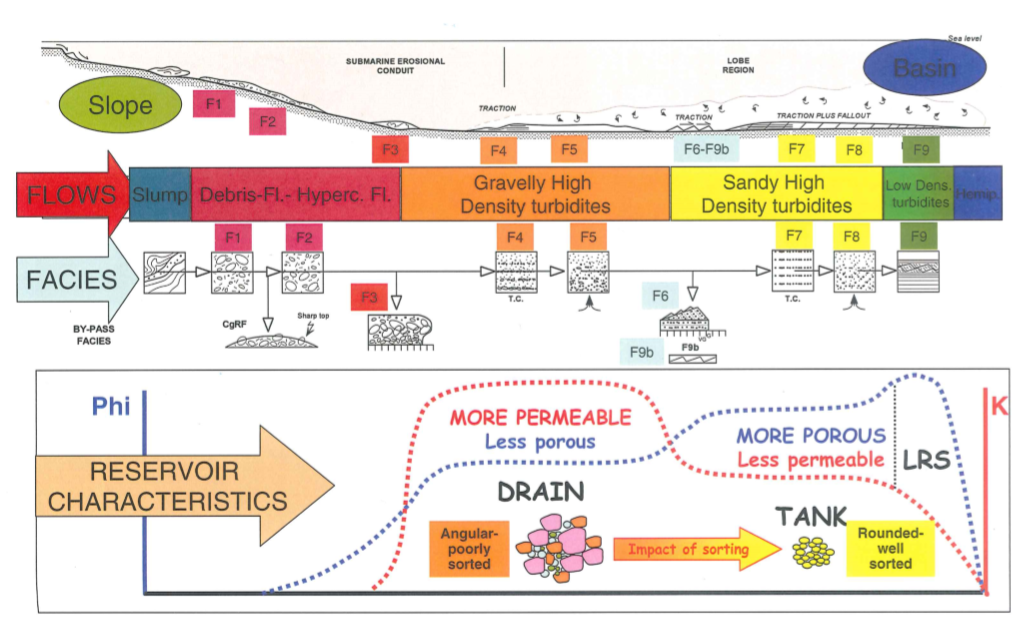 Sea level
SUBMARINE EROSIONAL
CONDUIT
LOBE
REGION
Basin
Slope
F1
F2
TRACTION
TRACTION
TRACTION PLUS FALLOUT
F3
F4
F5
F6-F9b
F7
F8
F9
FLOWS
Slump
Debris-Fl.- Hyperc. Fl.
Gravelly High
Density turbidites
Sandy High
Density turbidites
Low Dens.
turbidites
Hemip.
F1
F2
F4
F5
F7
F8
F9
FACIES
T.C.
T.C.
F3
F6
BY-PASS
FACIES
CgRF
Sharp top
F9b
F9b
Phi
K
MORE PERMEABLE
Less porous
MORE POROUS
Less permeable
LRS
RESERVOIR
CHARACTERISTICS
DRAIN
TANK
Angular-
poorly
sorted
Impact of sorting
Rounded-
well
sorted